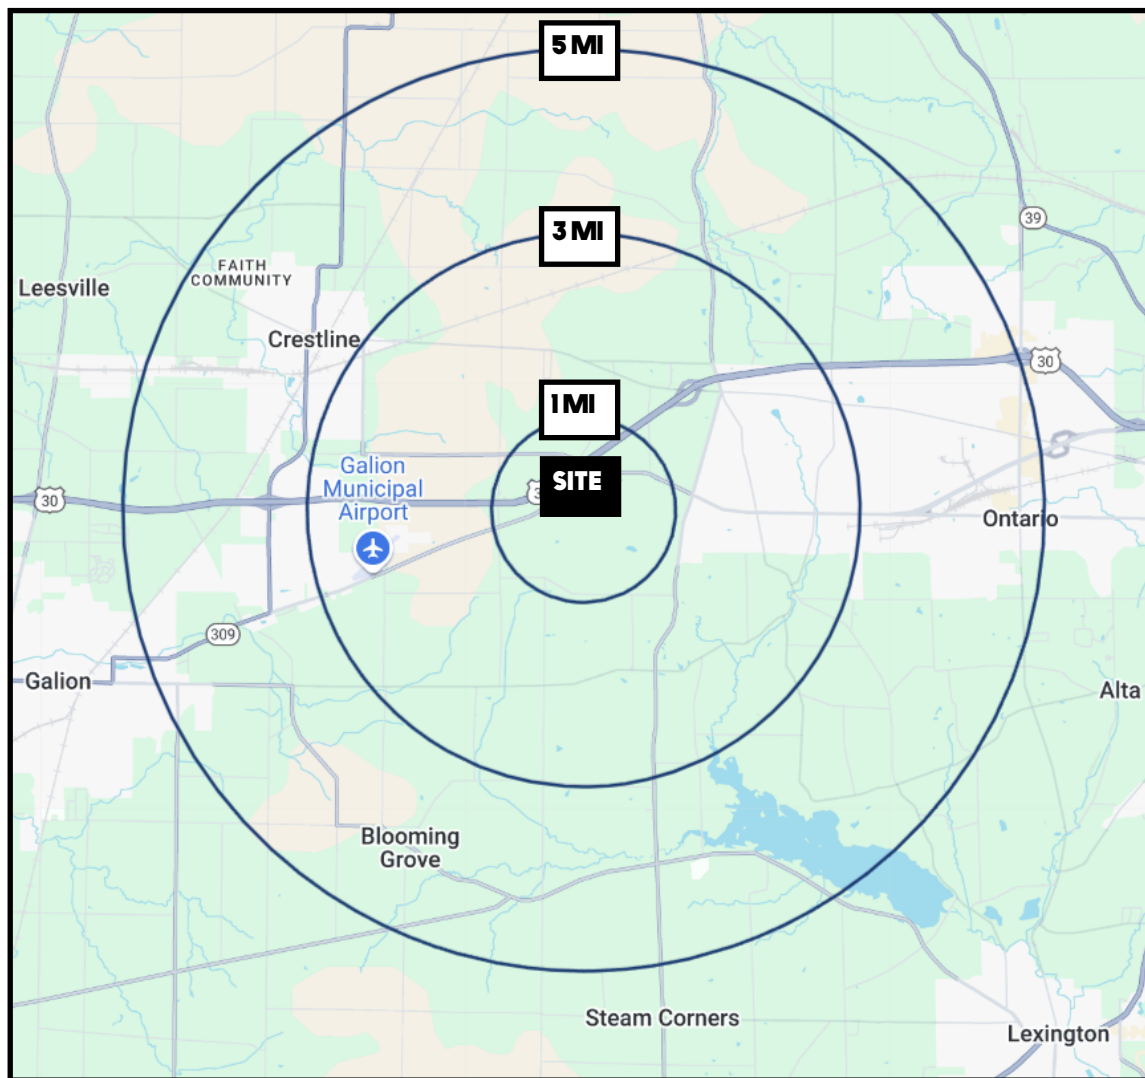 5 MI
39
3 MI
FAITH
COMMUNITY
Leesville
Crestline
30
1 MI
Galion
Municipal
Airport
SITE
30
3
Ontario
309
Galion
Alta
Blooming
Grove
Steam Corners
Lexington